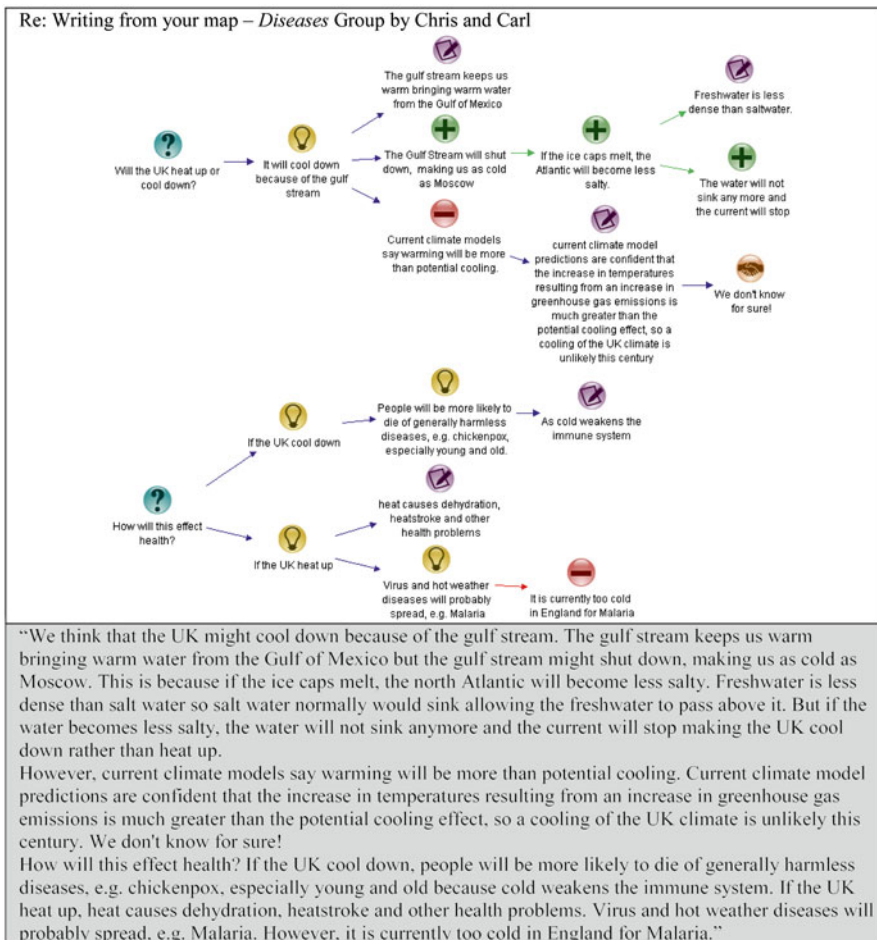 Re: Writing from your map – Diseases Group by Chris and Carl
The gulf stream keeps us
warm bringing warm water
from the Gulf of Mexico
Freshwater is less
dense than saltwater.
?
Will the UK heat up or
cool down?
It will cool down
because of the gulf
stream
The Gulf Stream will shut
down, making us as cold
as Moscow
If the ice caps melt, the
Atlantic will become less
salty.
The water will not
sink any more and
the current will stop
Current climate models
say warming will be more
than potential cooling.
current climate model
predictions are confident that
the increase in temperatures
resulting from an increase in
greenhouse gas emissions is
much greater than the
potential cooling effect, so a
cooling of the UK climate is
unlikely this century
We don't know
for sure!
?
How will this effect
health?
If the UK cool down
People will be more likely to
die of generally harmless
diseases, e.g. chickenpox,
especially young and old.
As cold weakens the
immune system
If the UK heat up
heat causes dehydration,
heatstroke and other
health problems
Virus and hot weather
diseases will probably
spread, e.g. Malaria
It is currently too cold
in England for Malaria
“We think that the UK might cool down because of the gulf stream. The gulf stream keeps us warm
bringing warm water from the Gulf of Mexico but the gulf stream might shut down, making us as cold as
Moscow. This is because if the ice caps melt, the north Atlantic will become less salty. Freshwater is less
dense than salt water so salt water normally would sink allowing the freshwater to pass above it. But if the
water becomes less salty, the water will not sink anymore and the current will stop making the UK cool
down rather than heat up.
However, current climate models say warming will be more than potential cooling. Current climate model
predictions are confident that the increase in temperatures resulting from an increase in greenhouse gas
emissions is much greater than the potential cooling effect, so a cooling of the UK climate is unlikely this
century. We don't know for sure!
How will this effect health? If the UK cool down, people will be more likely to die of generally harmless
diseases, e.g. chickenpox, especially young and old because cold weakens the immune system. If the UK
heat up, heat causes dehydration, heatstroke and other health problems. Virus and hot weather diseases will
probably spread, e.g. Malaria. However, it is currently too cold in England for Malaria.”